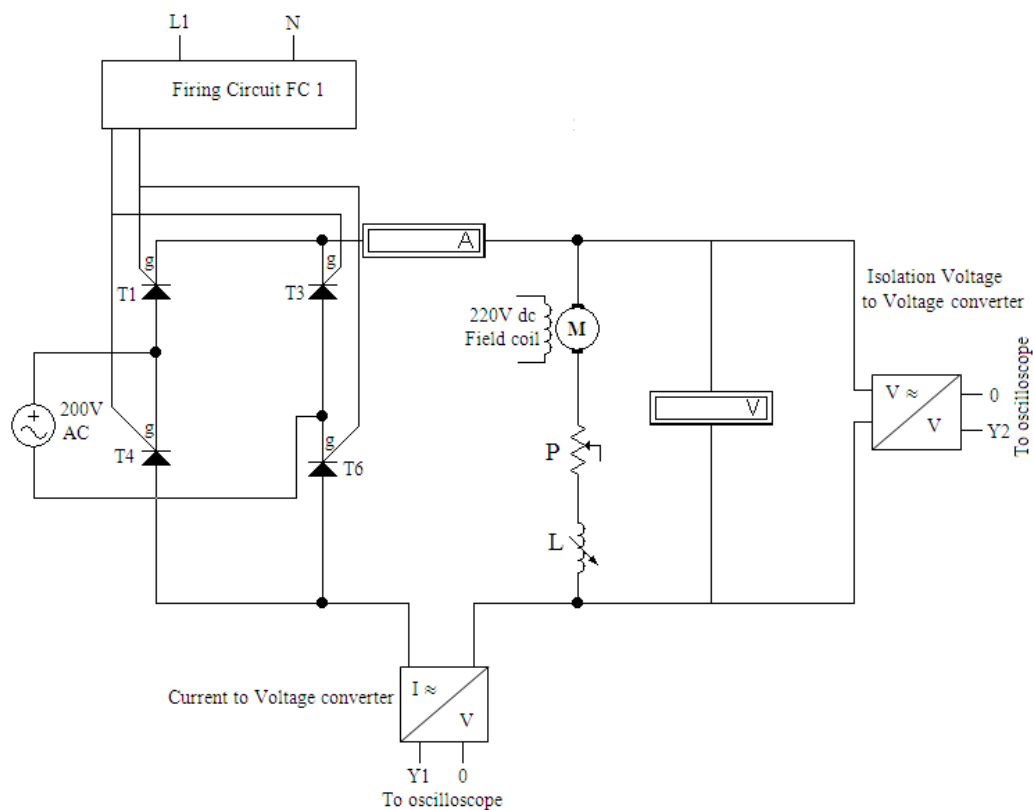 L1
N
Firing Circuit FC 1
A
g
T1
g
T3
220V dc
Field coil
M
Isolation Voltage
to Voltage converter
V ≈
V
0
Y2
To oscilloscope
200V
AC
g
T4
g
T6
V
P
L
Current to Voltage converter
I ≈
V
Y1
0
To oscilloscope